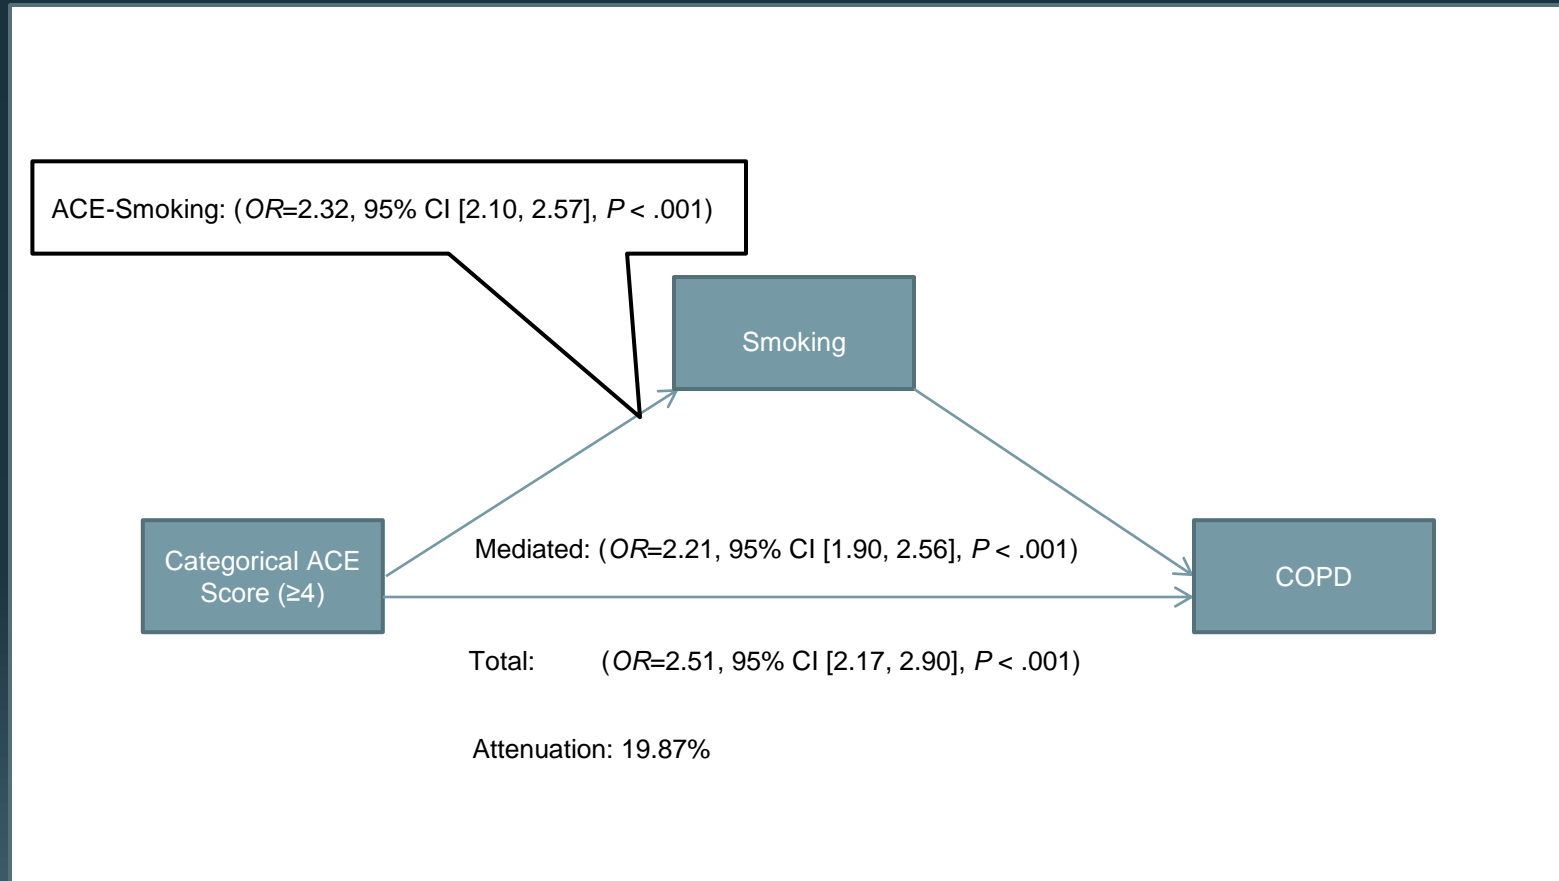 ACE-Smoking: (OR=2.32, 95% CI [2.10, 2.57], P < .001)
Smoking
Categorical ACE
Score (≥4)
Mediated: (OR=2.21, 95% CI [1.90, 2.56], P < .001)
COPD
Total: (OR=2.51, 95% CI [2.17, 2.90], P < .001)
Attenuation: 19.87%